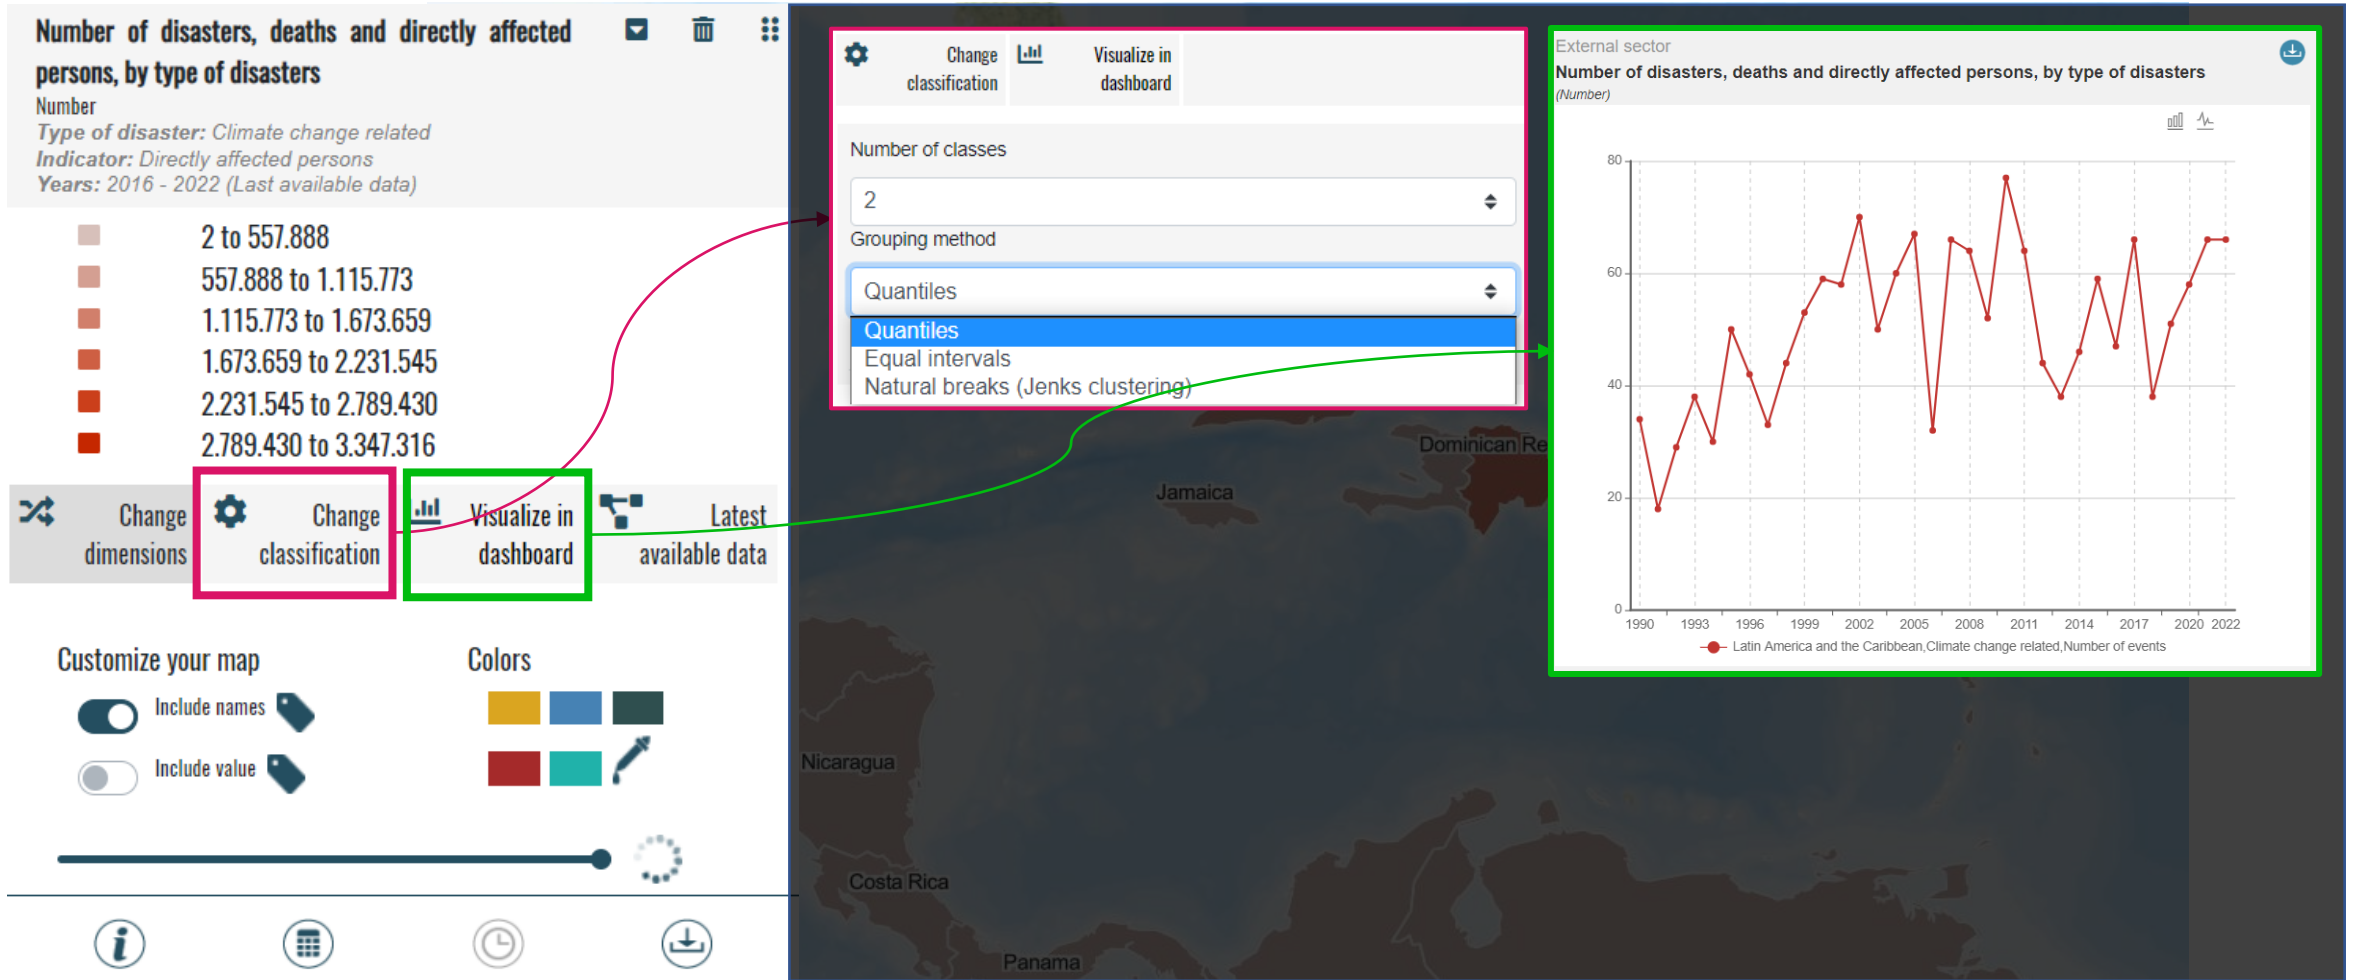 Number of disasters, deaths and directly affected
persons, by type of disasters
Number
Type of disaster: Climate change related
Indicator: Directly affected persons
Years: 2016 - 2022 (Last available data)
2 to 557.888
557.888 to 1.115.773
1.115.773 to 1.673.659
1.673.659 to 2.231.545
2.231.545 to 2.789.430
2.789.430 to 3.347.316
Change
dimensions
Change
classification
Visualize in
dashboard
Latest
available data
Customize your map
Include names
Include value
Colors
Change
classification
Visualize in
dashboard
Number of classes
2
Grouping method
Quantiles
Quantiles
Equal intervals
Natural breaks (Jenks clustering)
External sector
Number of disasters, deaths and directly affected persons, by type of disasters
(Number)
80
60
40
20
0
1990 1993 1996 1999 2002 2005 2008 2011 2014 2017 2020 2022
Latin America and the Caribbean,Climate change related,Number of events
Dominican Re
Jamaica
Nicaragua
Costa Rica
Panama